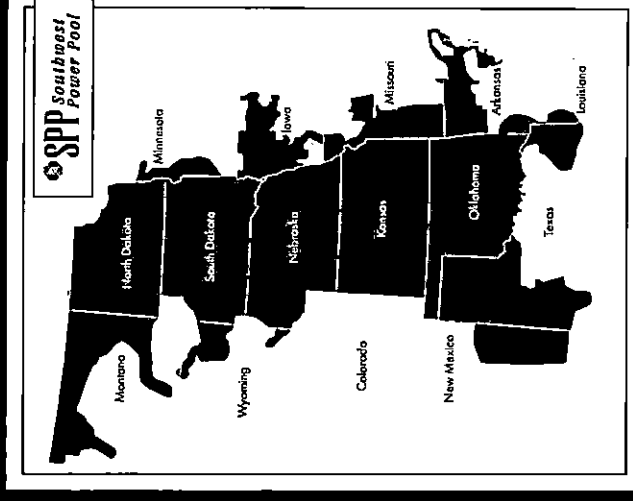 SPP Southwest
Power Pool
Montana
North Dakota
Minnesota
South Dakota
Wyoming
Iowa
Nebraska
Colorado
Kansas
Missouri
New Mexico
Oklahoma
Arkansas
Texas
Louisiana